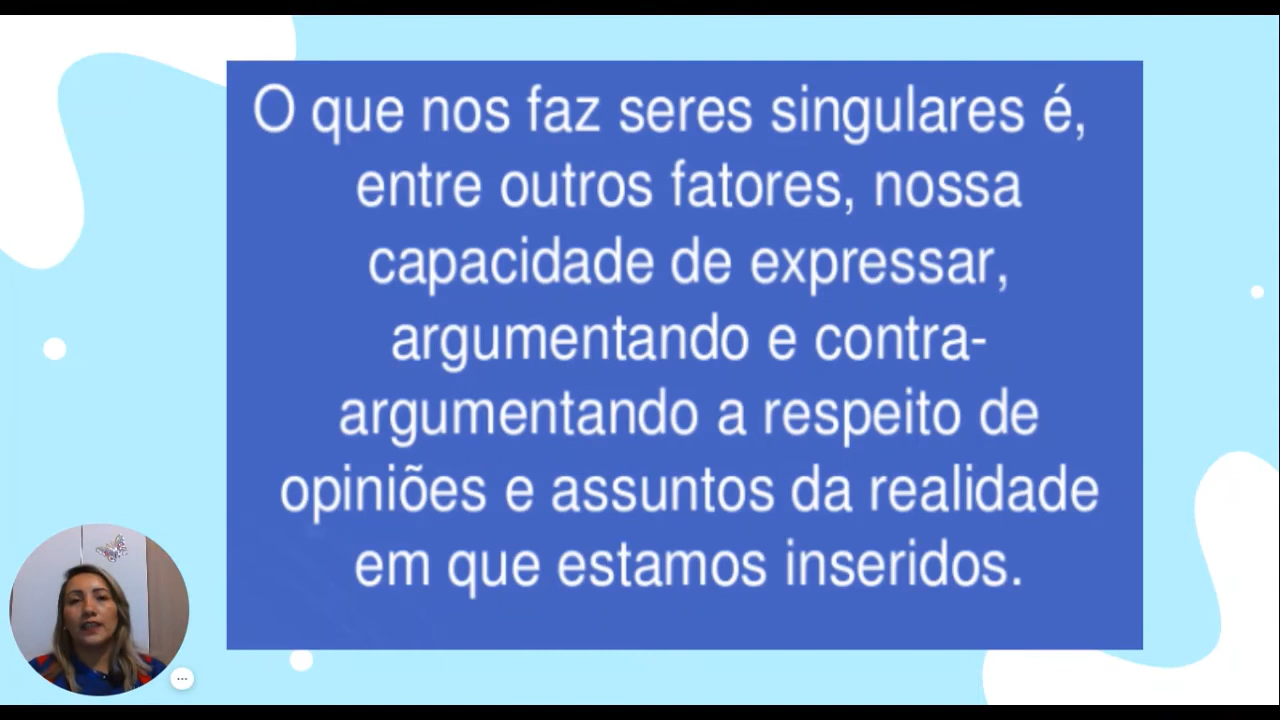 O que nos faz seres singulares é,
entre outros fatores, nossa
capacidade de expressar,
argumentando e contra-
argumentando a respeito de
opiniões e assuntos da realidade
em que estamos inseridos.